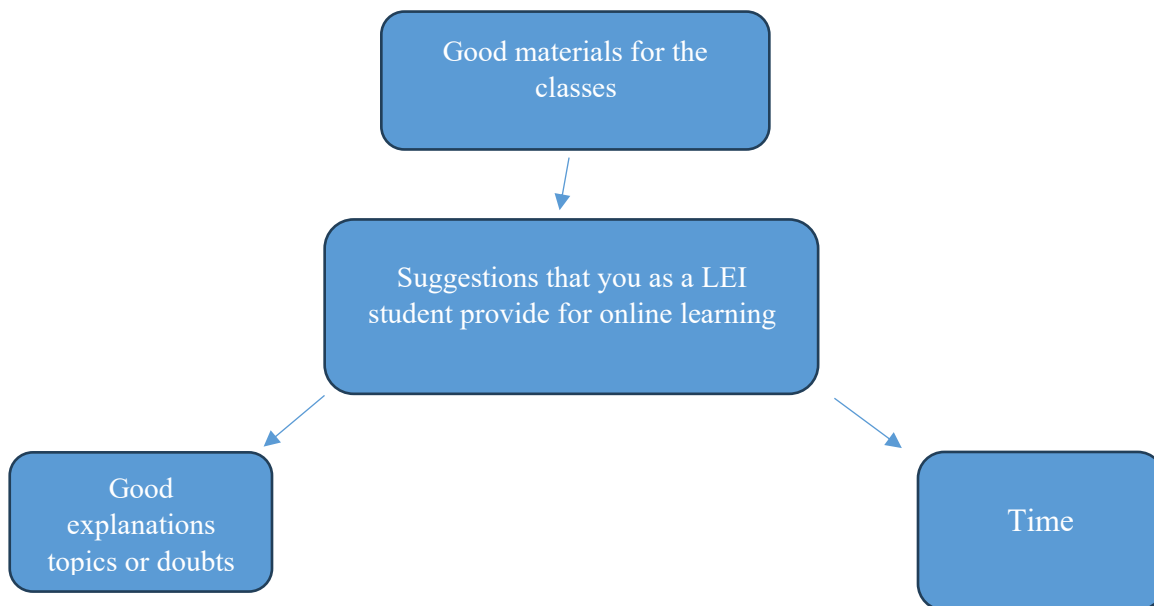 Good materials for the
classes
Suggestions that you as a LEI
student provide for online learning
Good
explanations
topics or doubts
Time